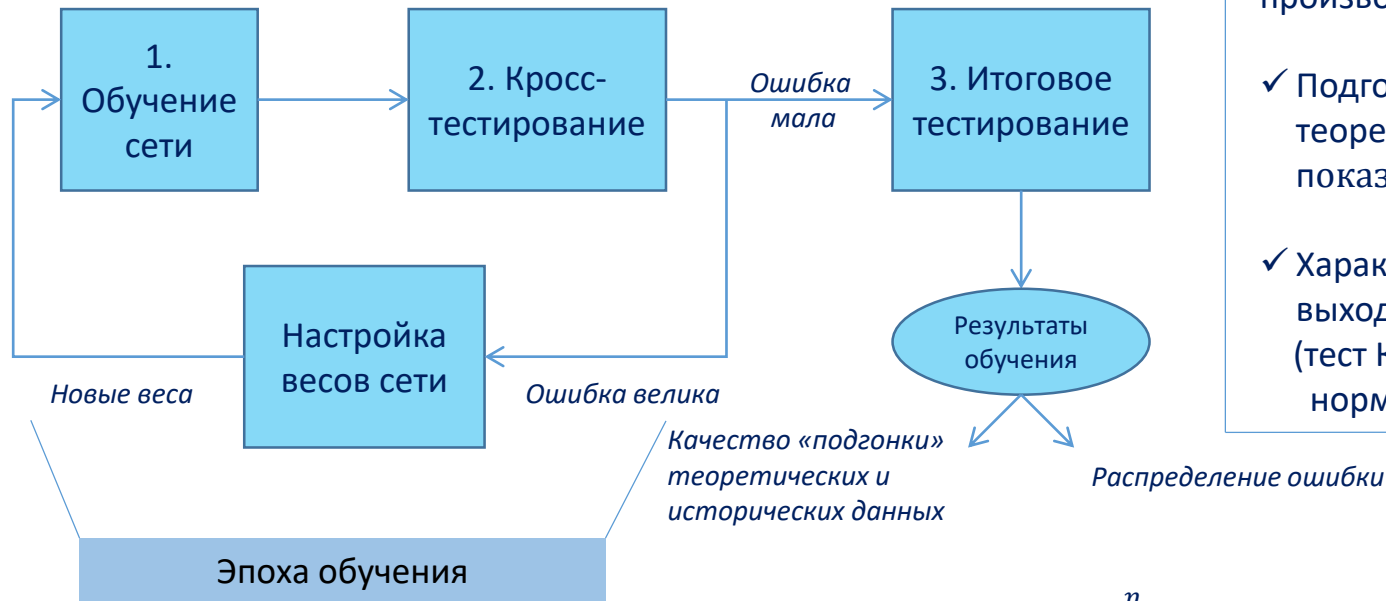 1.
Обучение
сети
2. Кросс-
тестирование
Ошибка
мала
3. Итоговое
тестирование
Настройка
весов сети
Новые веса
Ошибка велика
Результаты
обучения
Качество «подгонки»
теоретических и
исторических данных
Распределение ошибки
Эпоха обучения
n
(тест